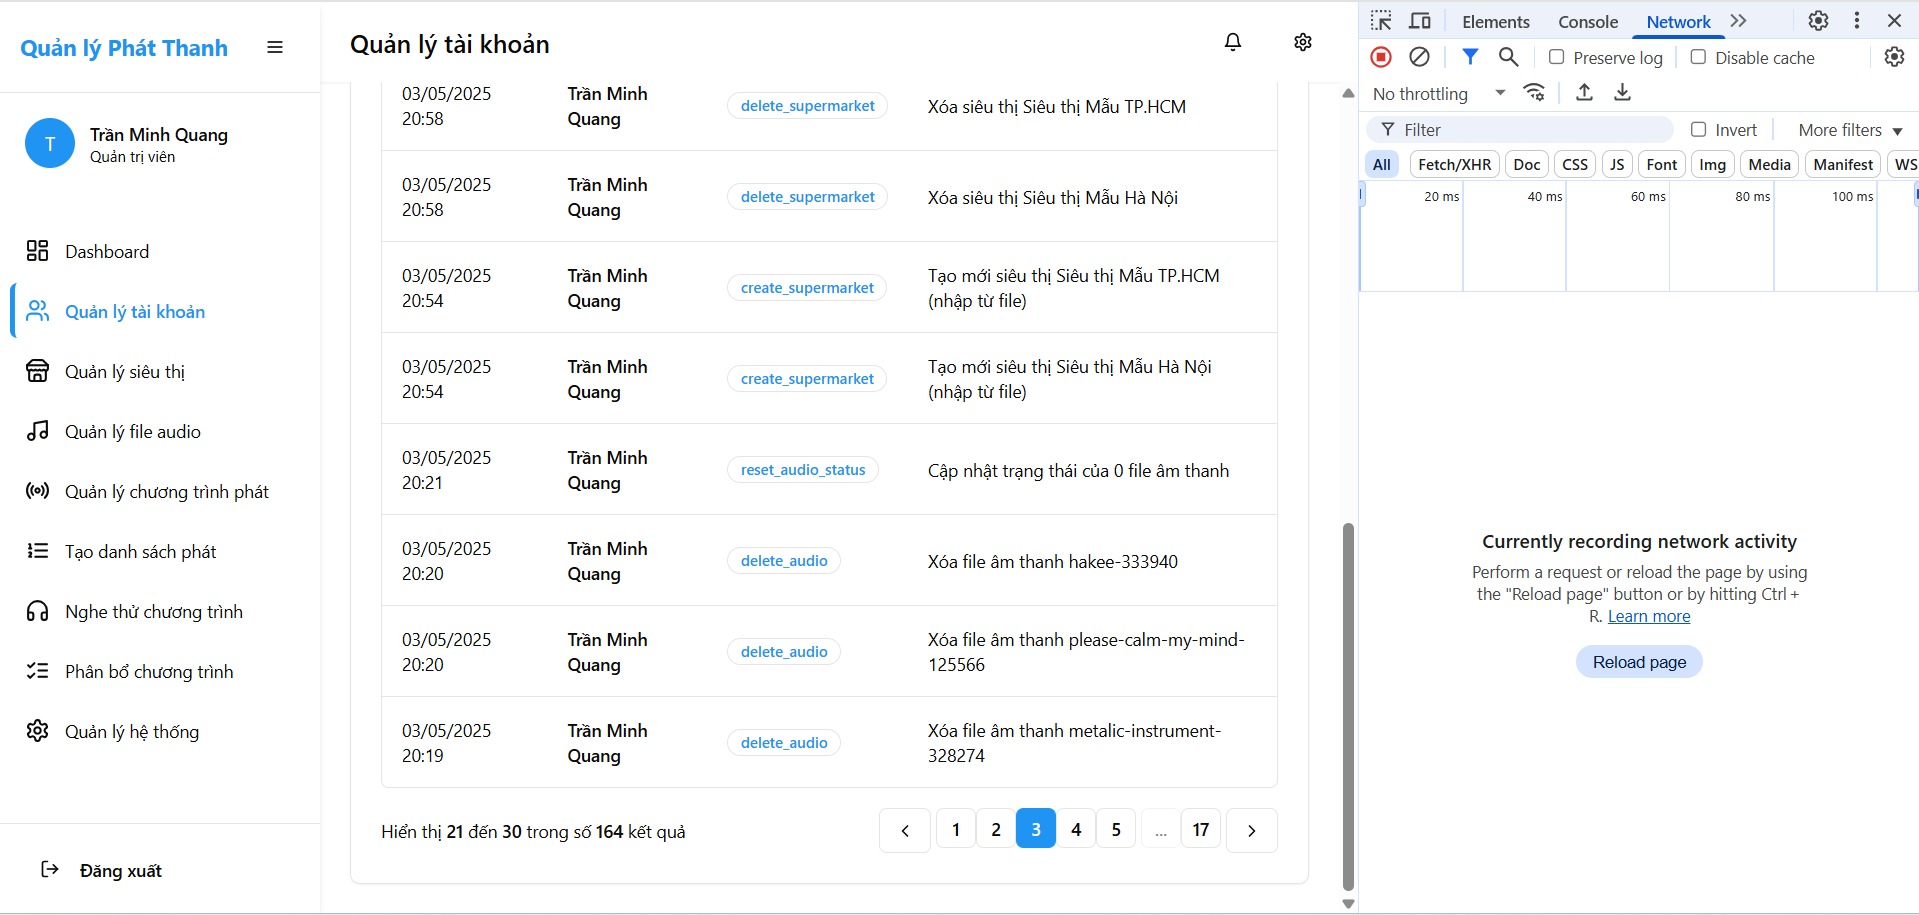 Quản lý Phát Thanh
T
Trần Minh Quang
Quản trị viên
Dashboard
Quản lý tài khoản
Quản lý siêu thị
Quản lý file audio
Quản lý chương trình phát
Tạo danh sách phát
Nghe thử chương trình
Phân bổ chương trình
Quản lý hệ thống
Đăng xuất
Quản lý tài khoản
03/05/2025
20:58
Trần Minh
Quang
delete_supermarket
Xóa siêu thị Siêu thị Mẫu TP.HCM
03/05/2025
20:58
Trần Minh
Quang
delete_supermarket
Xóa siêu thị Siêu thị Mẫu Hà Nội
03/05/2025
20:54
Trần Minh
Quang
create_supermarket
Tạo mới siêu thị Siêu thị Mẫu TP.HCM
(nhập từ file)
03/05/2025
20:54
Trần Minh
Quang
create_supermarket
Tạo mới siêu thị Siêu thị Mẫu Hà Nội
(nhập từ file)
03/05/2025
20:21
Trần Minh
Quang
reset_audio_status
Cập nhật trạng thái của 0 file âm thanh
03/05/2025
20:20
Trần Minh
Quang
delete_audio
Xóa file âm thanh hakee-333940
03/05/2025
20:20
Trần Minh
Quang
delete_audio
Xóa file âm thanh please-calm-my-mind-
125566
03/05/2025
20:19
Trần Minh
Quang
delete_audio
Xóa file âm thanh metalic-instrument-
328274
Hiển thị 21 đến 30 trong số 164 kết quả
1 2 3 4 5 ... 17
Elements Console Network
Preserve log Disable cache
No throttling
Filter Invert More filters
All Fetch/XHR Doc CSS JS Font Img Media Manifest WS
20 ms 40 ms 60 ms 80 ms 100 ms
Currently recording network activity
Perform a request or reload the page by using
the "Reload page" button or by hitting Ctrl +
R. Learn more
Reload page